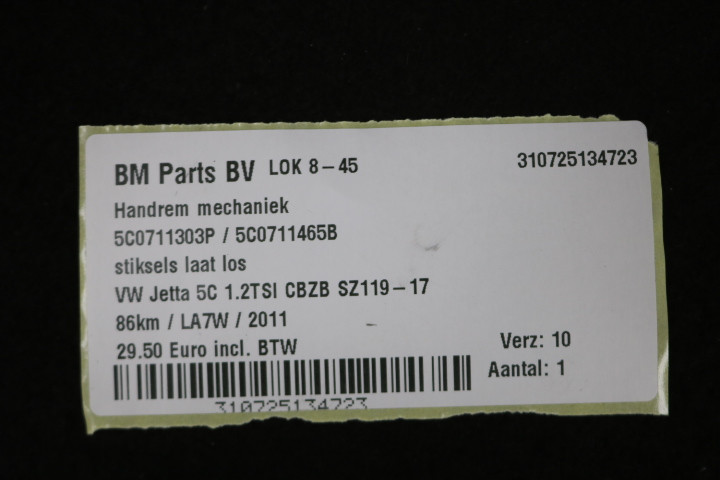 BM Parts BV LOK 8-45 310725134723
Handrem mechaniek
5C0711303P / 5C0711465B
stiksels laat los
VW Jetta 5C 1.2TSI CBZB SZ119-17
86km / LA7W / 2011
29.50 Euro incl. BTW
Verz: 10
Aantal: 1
310725134723